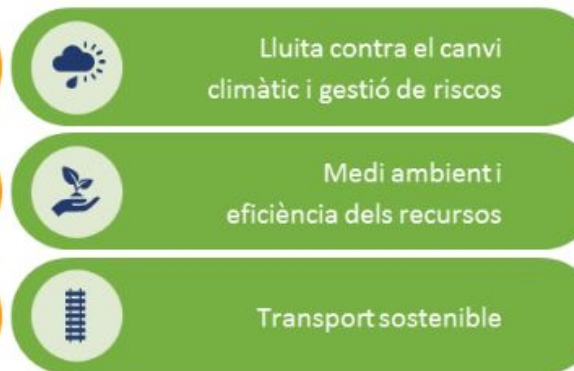 Lluita contra el canvi
climàtic i gestió de riscos
Medi ambient i
eficiència dels recursos
Transport sostenible